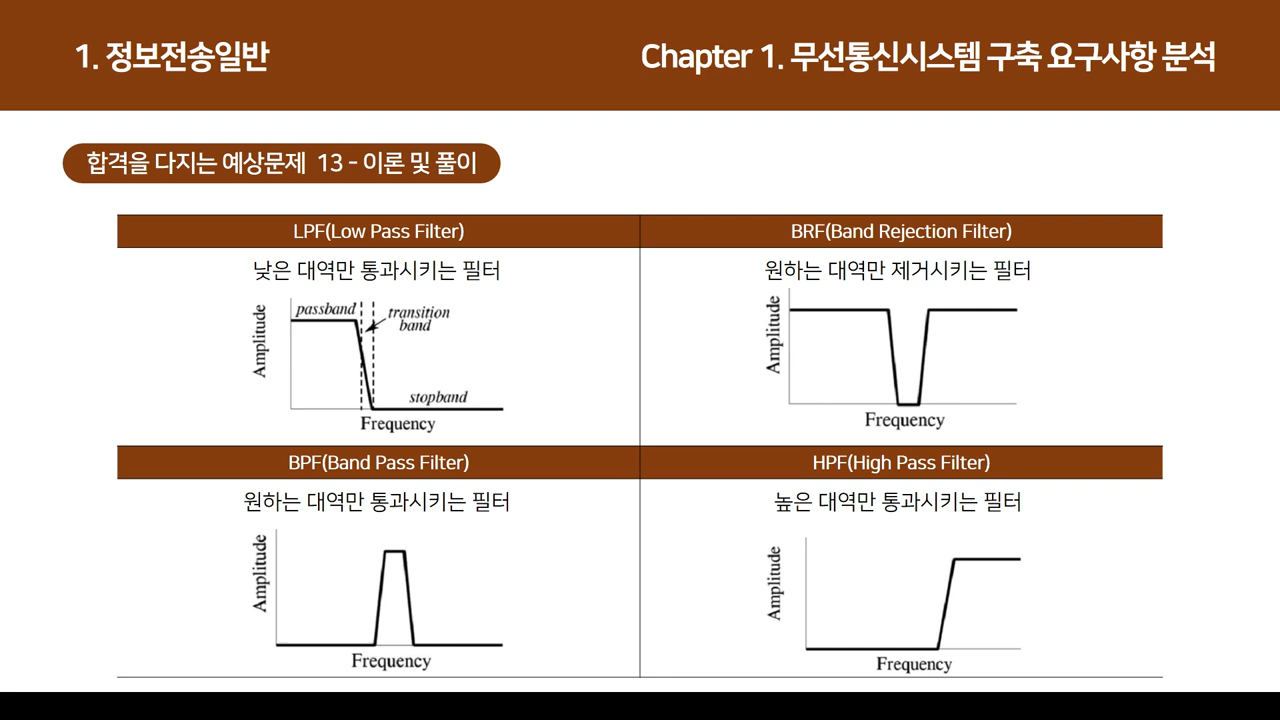 1. 정보전송일반
Chapter 1. 무선통신시스템 구축 요구사항 분석
합격을 다지는 예상문제 13 - 이론 및 풀이
LPF(Low Pass Filter)
낮은 대역만 통과시키는 필터
Amplitude
passband
transition
band
stopband
Frequency
BRF(Band Rejection Filter)
원하는 대역만 제거시키는 필터
Amplitude
Frequency
BPF(Band Pass Filter)
원하는 대역만 통과시키는 필터
Amplitude
Frequency
HPF(High Pass Filter)
높은 대역만 통과시키는 필터
Amplitude
Frequency